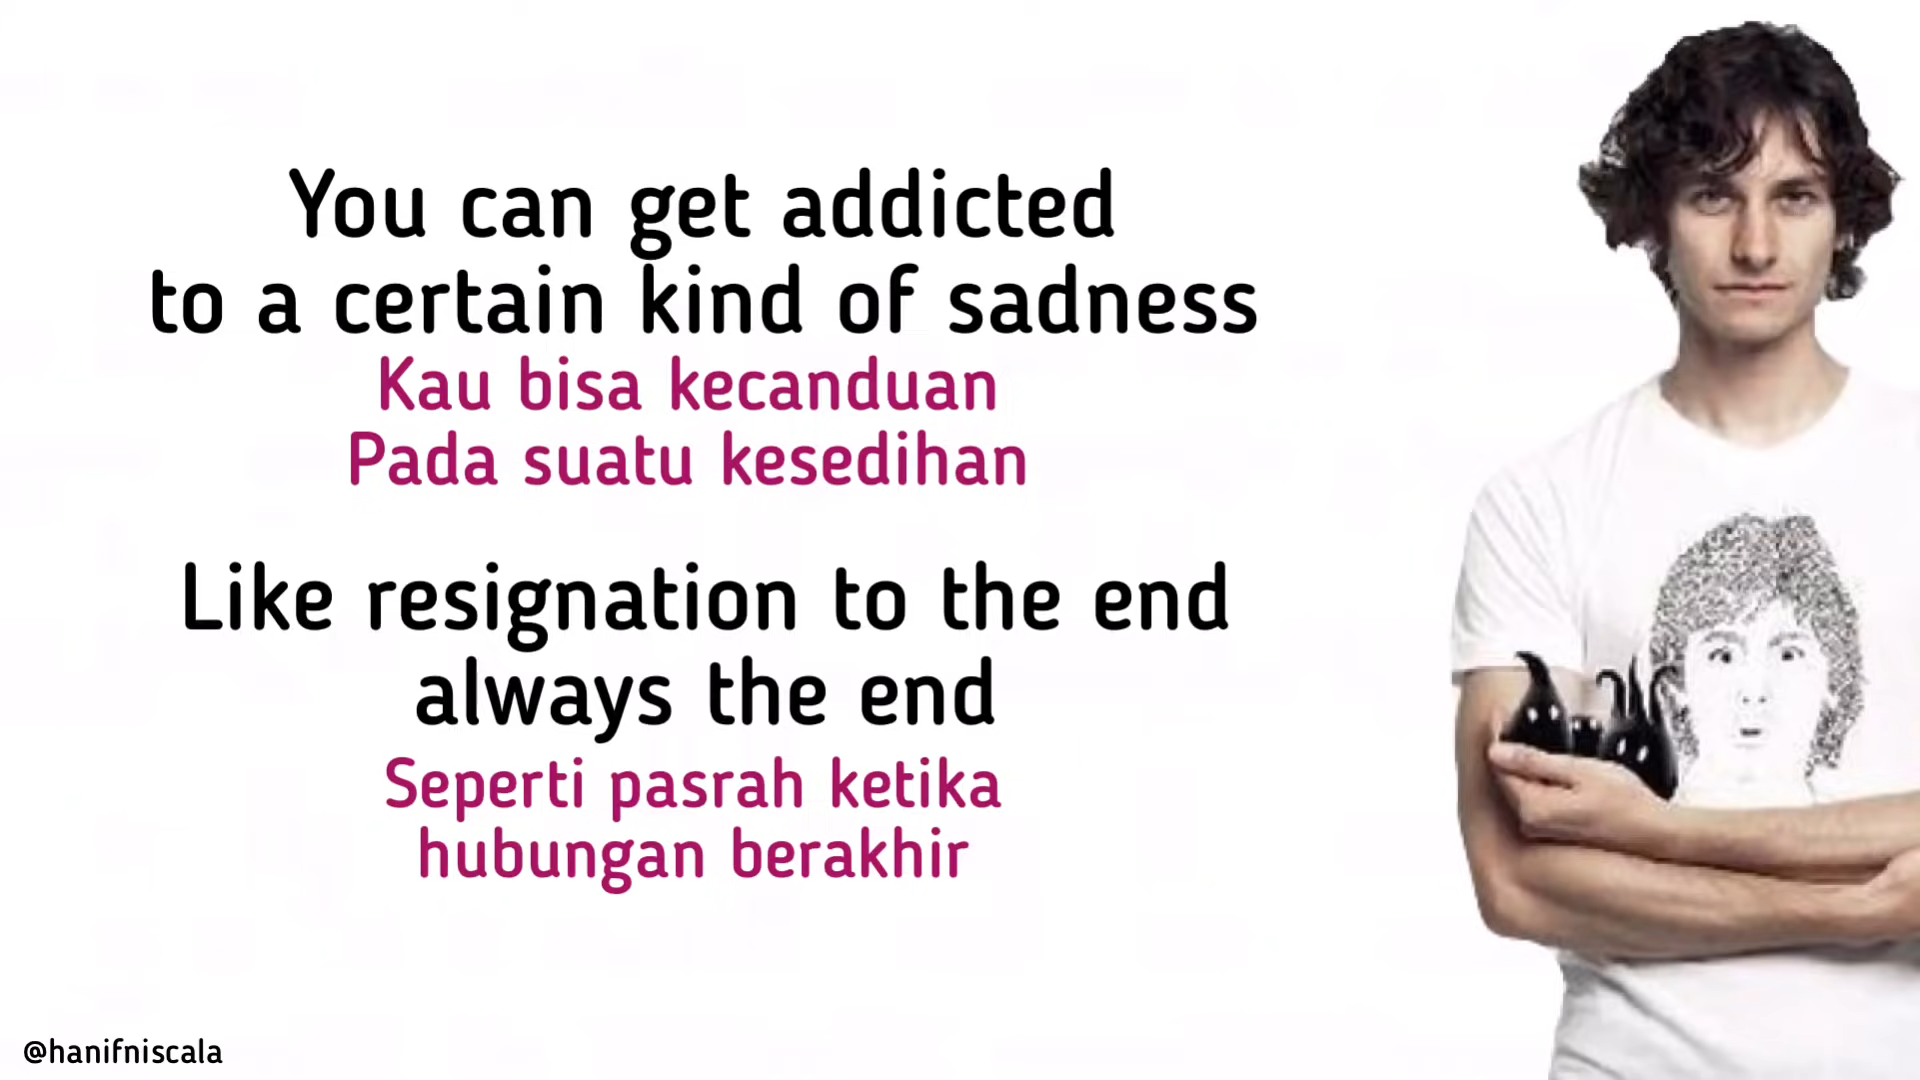 You can get addicted
to a certain kind of sadness
Kau bisa kecanduan
Pada suatu kesedihan
Like resignation to the end
always the end
Seperti pasrah ketika
hubungan berakhir
@hanifniscala